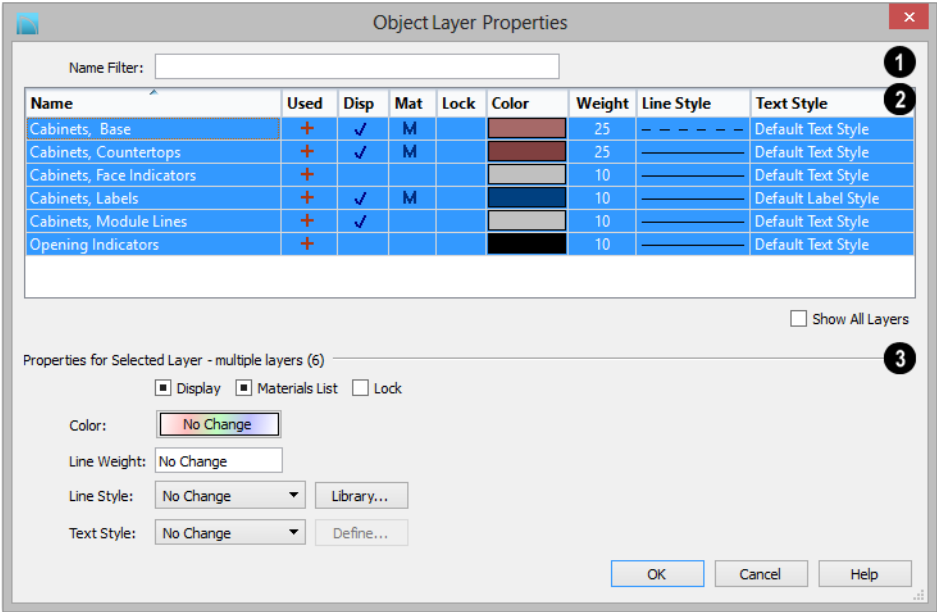 Object Layer Properties
Name Filter:
1
2
Name Used Disp Mat Lock Color Weight Line Style Text Style
Cabinets, Base + ✓ M 25 Default Text Style
Cabinets, Countertops + ✓ M 25 Default Text Style
Cabinets, Face Indicators + 10 Default Text Style
Cabinets, Labels + ✓ M 10 Default Label Style
Cabinets, Module Lines + ✓ 10 Default Text Style
Opening Indicators + 10 Default Text Style
Show All Layers
Properties for Selected Layer - multiple layers (6)
3
Display Materials List Lock
Color: No Change
Line Weight: No Change
Line Style: No Change Library...
Text Style: No Change Define...
OK Cancel Help